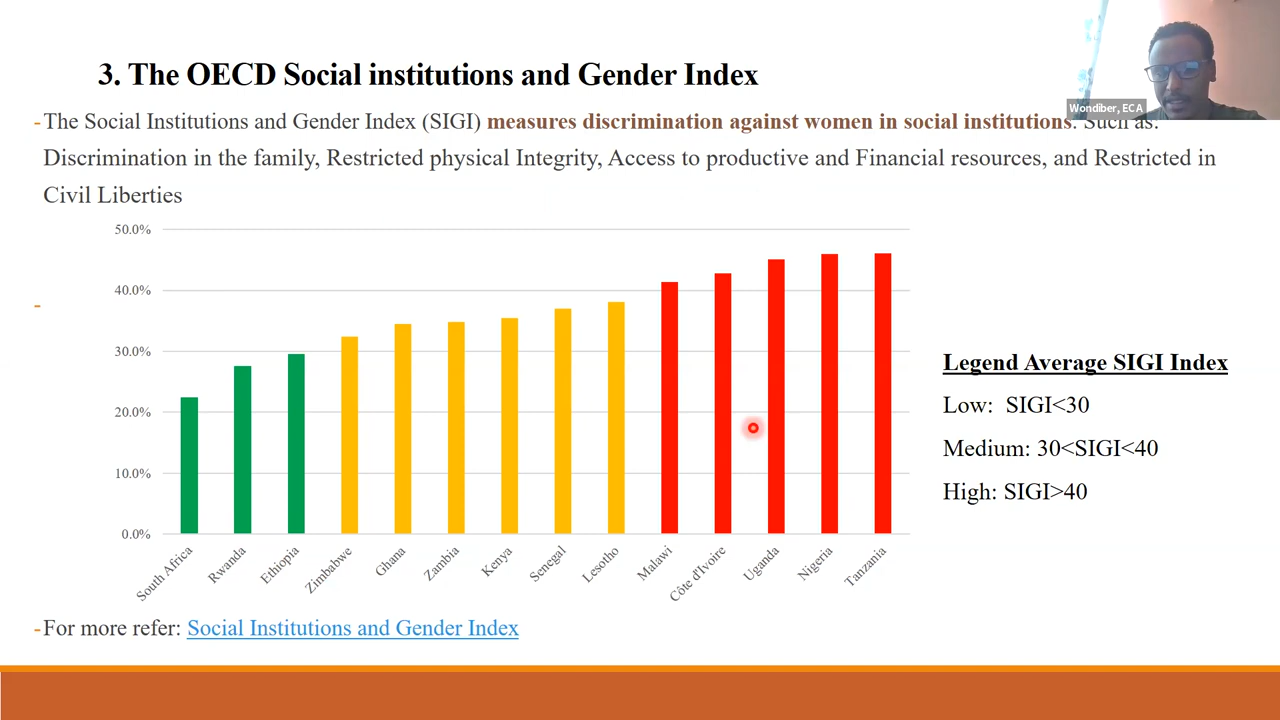 3. The OECD Social institutions and Gender Index
Wondiber, ECA
-The Social Institutions and Gender Index (SIGI) measures discrimination against women in social institutions. Such as:
Discrimination in the family, Restricted physical Integrity, Access to productive and Financial resources, and Restricted in
Civil Liberties
50.0%
40.0%
30.0%
20.0%
10.0%
0.0%
South Africa
Rwanda
Ethiopia
Zimbabwe
Ghana
Zambia
Kenya
Senegal
Lesotho
Malawi
Côte d'Ivoire
Uganda
Nigeria
Tanzania
-
Legend Average SIGI Index
Low: SIGI<30
Medium: 30<SIGI<40
High: SIGI>40
-For more refer: Social Institutions and Gender Index